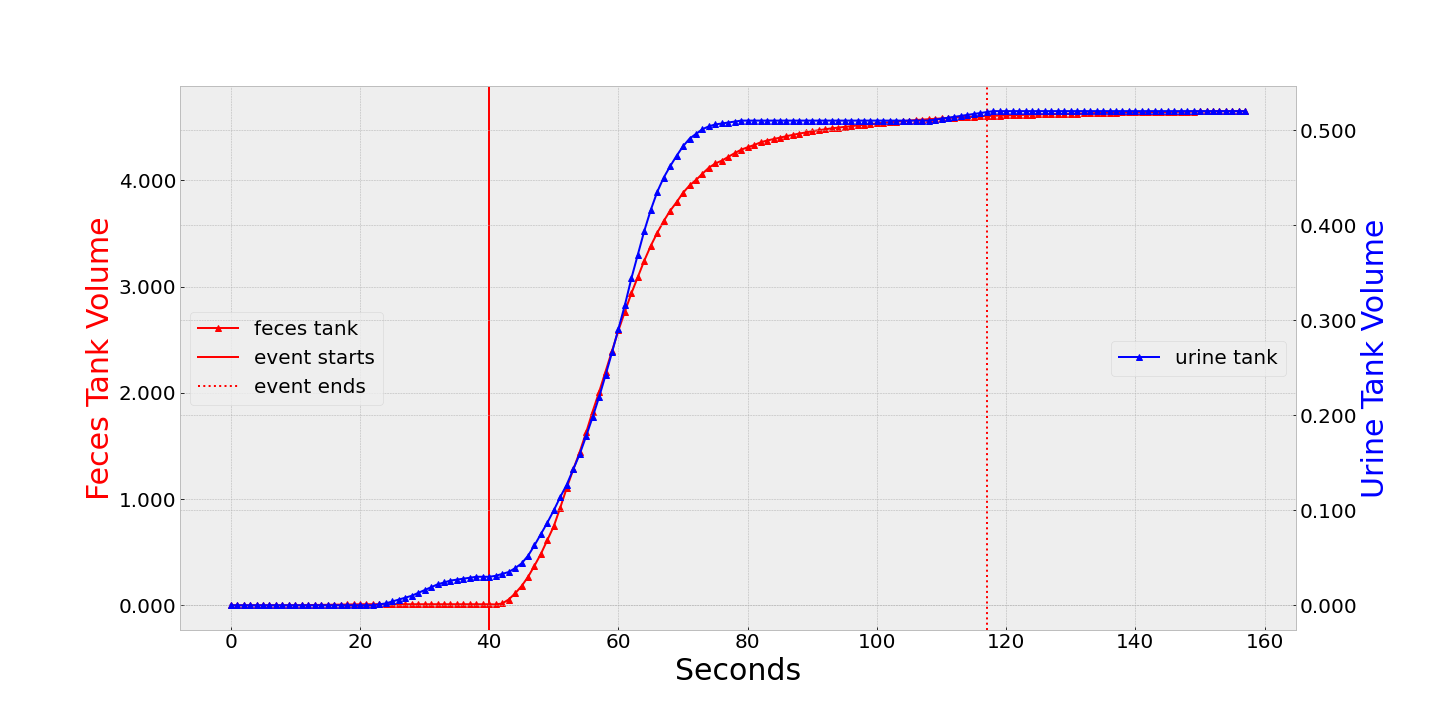 Feces Tank Volume
4.000
3.000
2.000
1.000
0.000
feces tank
event starts
event ends
urine tank
0.500
0.400
0.300
0.200
0.100
0.000
Urine Tank Volume
0 20 40 60 80 100 120 140 160
Seconds